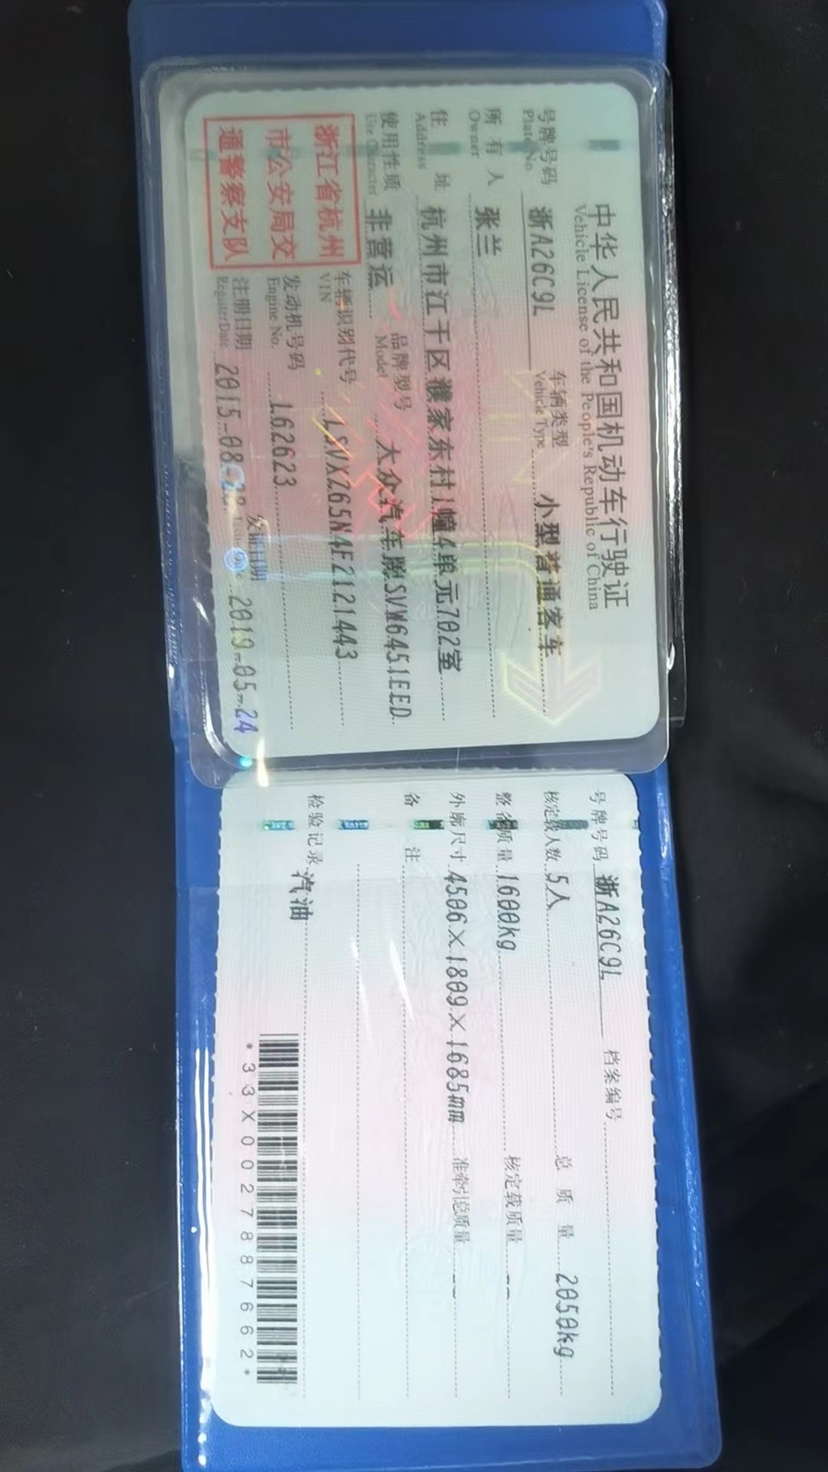 中华人民共和国机动车行驶证
Vehicle License of the People's Republic of China
号牌号码 浙A26C9L 车辆类型 小型普通客车
Plate No. Vehicle Type
所有人 张兰
Owner
住址 杭州市江干区濮家东村1幢4单元702室
Address
使用性质 非营运 品牌型号 大众汽车牌SVW6451EED
Use Character Model
浙江省杭州
市公安局交
通警察支队
车辆识别代号 LSVXZ65N4F2121443
VIN
发动机号码 L62623
Engine No.
注册日期 2015-08-28 发证日期 2019-05-24
Register Date
号牌号码 浙A26C9L 档案编号
核定载人数 5人 总质量 2050kg
整备质量 1600kg 核定载质量 --
外廓尺寸 4506×1809×1685mm 准牵引总质量 --
备注
检验记录 汽油
*33X0027887662*